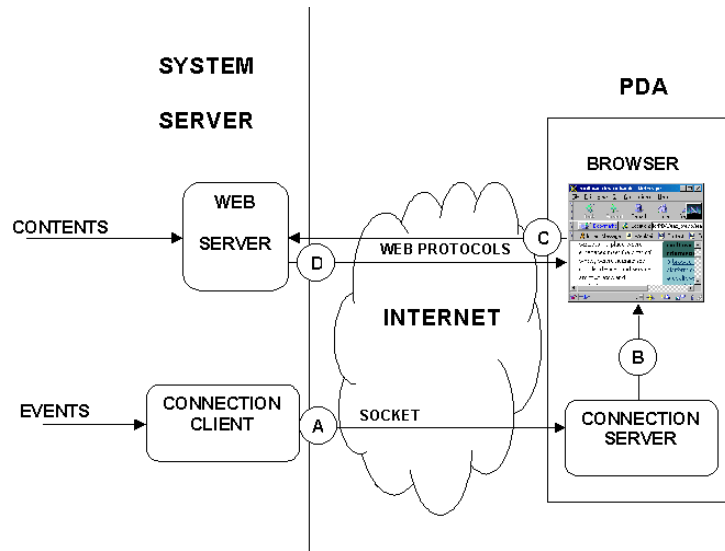 SYSTEM
SERVER
PDA
BROWSER
WEB
SERVER
CONTENTS
C
WEB PROTOCOLS
D
INTERNET
B
EVENTS
CONNECTION
CLIENT
A
SOCKET
CONNECTION
SERVER